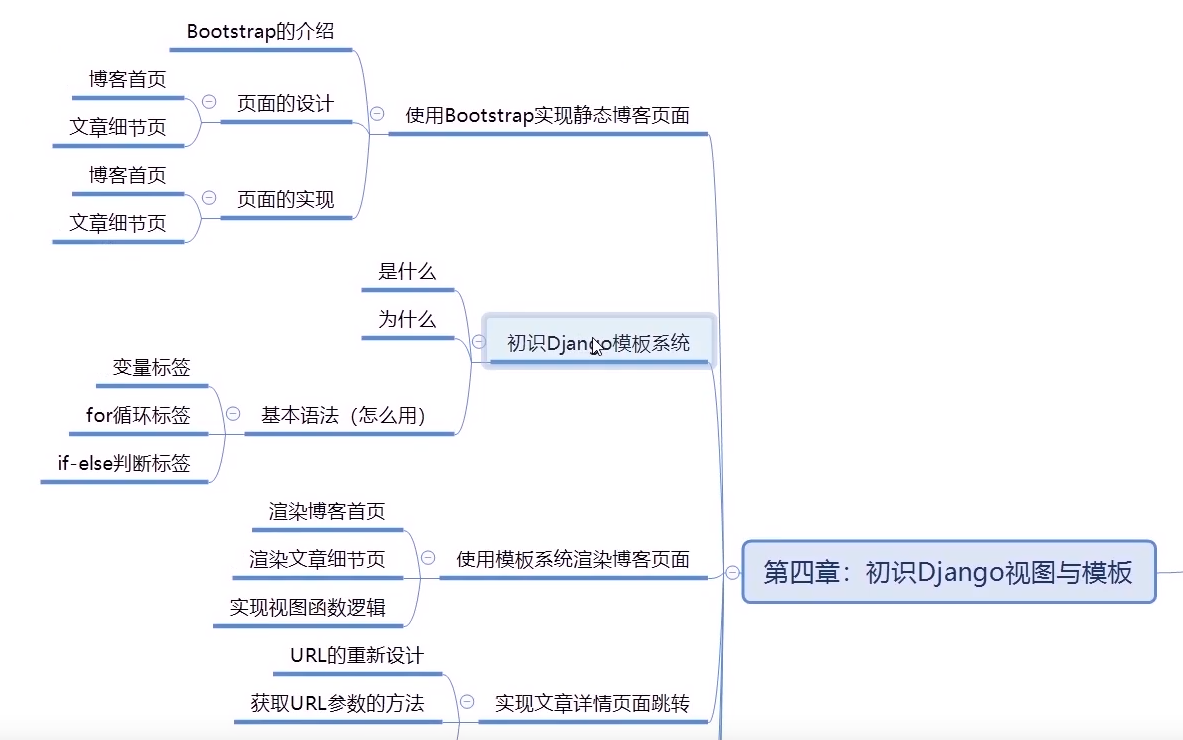 Bootstrap的介绍
博客首页
页面的设计
文章细节页
使用Bootstrap实现静态博客页面
博客首页
页面的实现
文章细节页
是什么
为什么
初识Django模板系统
变量标签
for循环标签
基本语法（怎么用）
if-else判断标签
渲染博客首页
渲染文章细节页
使用模板系统渲染博客页面
实现视图函数逻辑
第四章：初识Django视图与模板
URL的重新设计
获取URL参数的方法
实现文章详情页面跳转